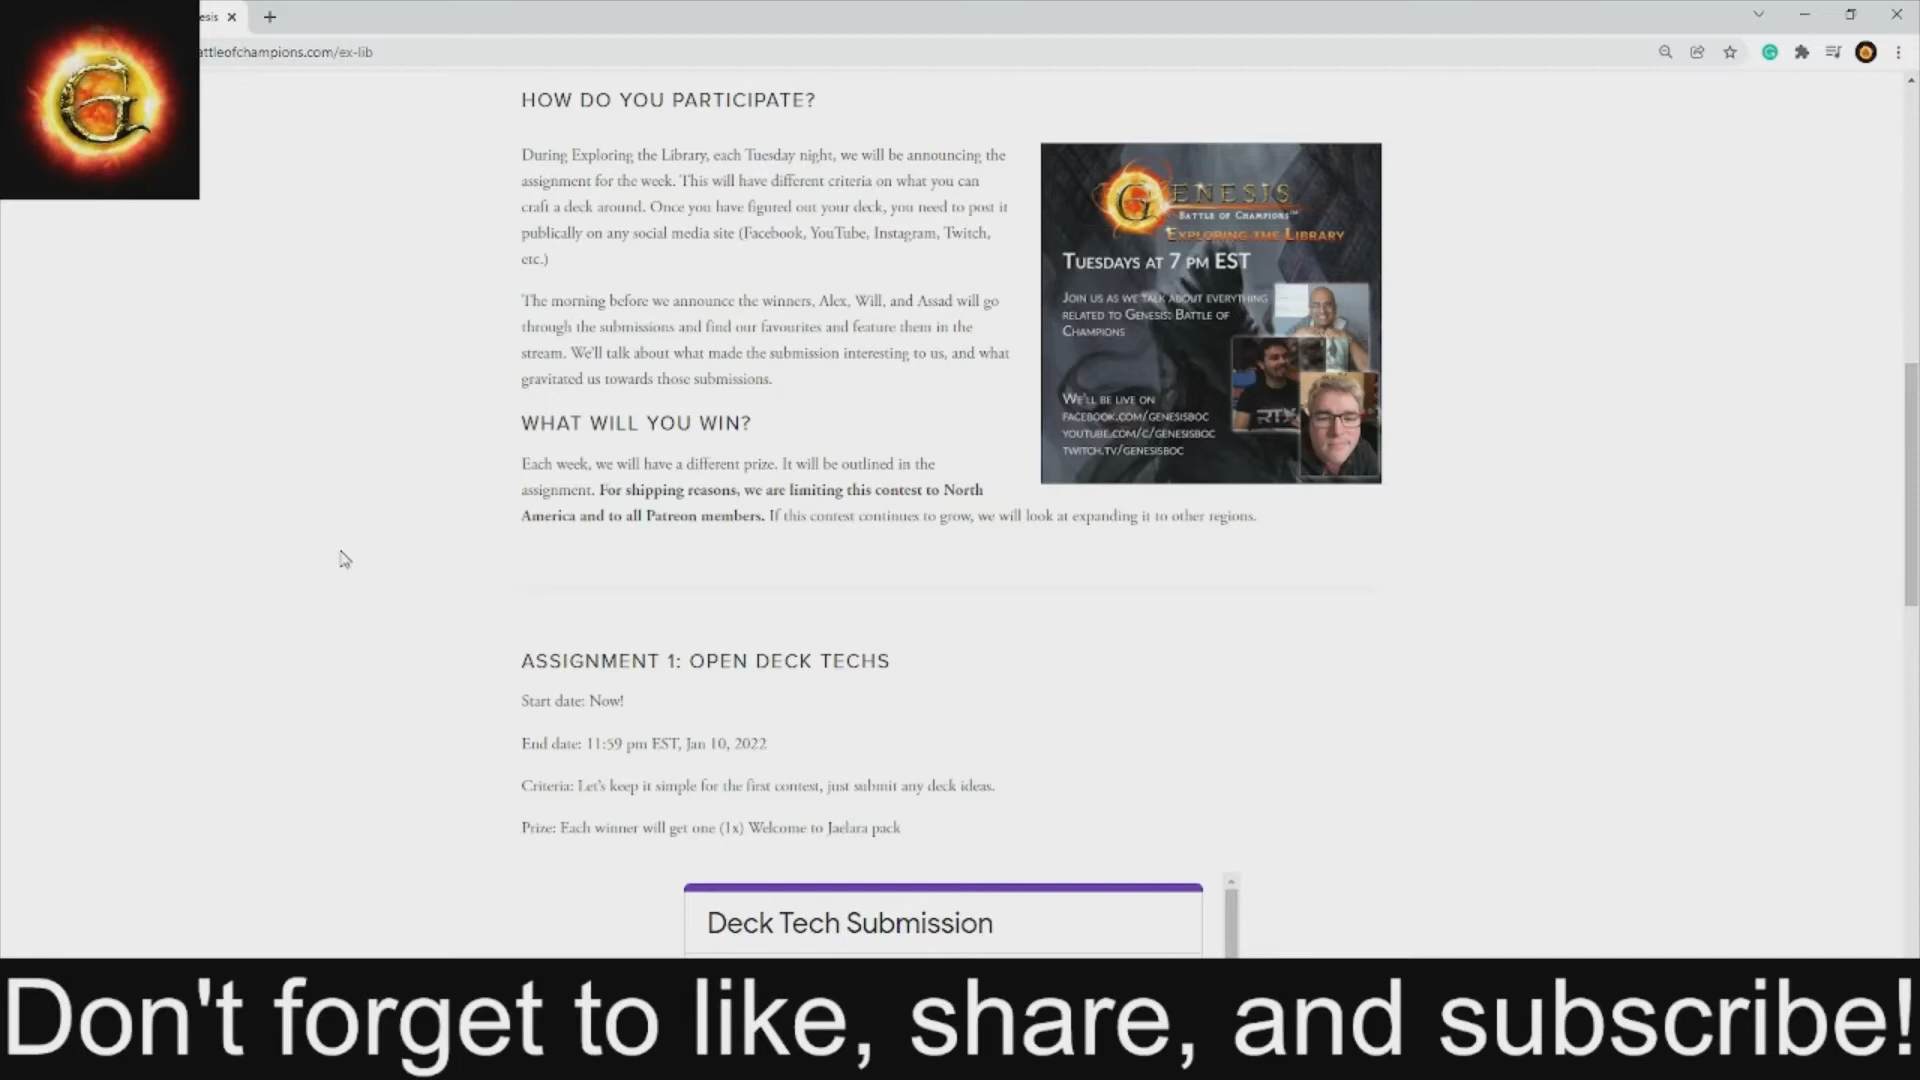 esis
attleofchampions.com/ex-lib
HOW DO YOU PARTICIPATE?
During Exploring the Library, each Tuesday night, we will be announcing the
assignment for the week. This will have different criteria on what you can
craft a deck around. Once you have figured out your deck, you need to post it
publically on any social media site (Facebook, YouTube, Instagram, Twitch,
etc.)
The morning before we announce the winners, Alex, Will, and Assad will go
through the submissions and find our favourites and feature them in the
stream. We'll talk about what made the submission interesting to us, and what
gravitated us towards those submissions.
GENESIS
BATTLE OF CHAMPIONS™
EXPLORING THE LIBRARY
TUESDAYS AT 7 PM EST
JOIN US AS WE TALK ABOUT EVERYTHING
RELATED TO GENESIS: BATTLE OF
CHAMPIONS
RTX
WE'LL BE LIVE ON
FACEBOOK.COM/GENESISBOC
YOUTUBE.COM/C/GENESISBOC
TWITCH.TV/GENESISBOC
WHAT WILL YOU WIN?
Each week, we will have a different prize. It will be outlined in the
assignment. For shipping reasons, we are limiting this contest to North
America and to all Patreon members. If this contest continues to grow, we will look at expanding it to other regions.
ASSIGNMENT 1: OPEN DECK TECHS
Start date: Now!
End date: 11:59 pm EST, Jan 10, 2022
Criteria: Let's keep it simple for the first contest, just submit any deck ideas.
Prize: Each winner will get one (1x) Welcome to Jaelara pack
Deck Tech Submission
Don't forget to like, share, and subscribe!